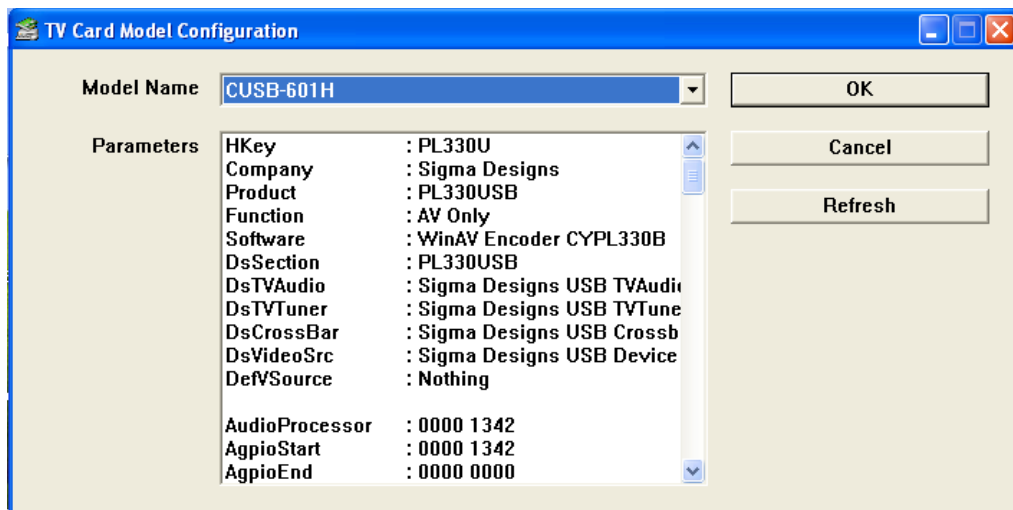 TV Card Model Configuration
Model Name CUSB-601H OK
Parameters
HKey : PL330U
Company : Sigma Designs
Product : PL330USB
Function : AV Only
Software : WinAV Encoder CYPL330B
DsSection : PL330USB
DsTVAudio : Sigma Designs USB TVAudi
DsTVTuner : Sigma Designs USB TVTune
DsCrossBar : Sigma Designs USB Crossb
DsVideoSrc : Sigma Designs USB Device
DefVSource : Nothing
AudioProcessor : 0000 1342
AgpioStart : 0000 1342
AgpioEnd : 0000 0000
Cancel
Refresh